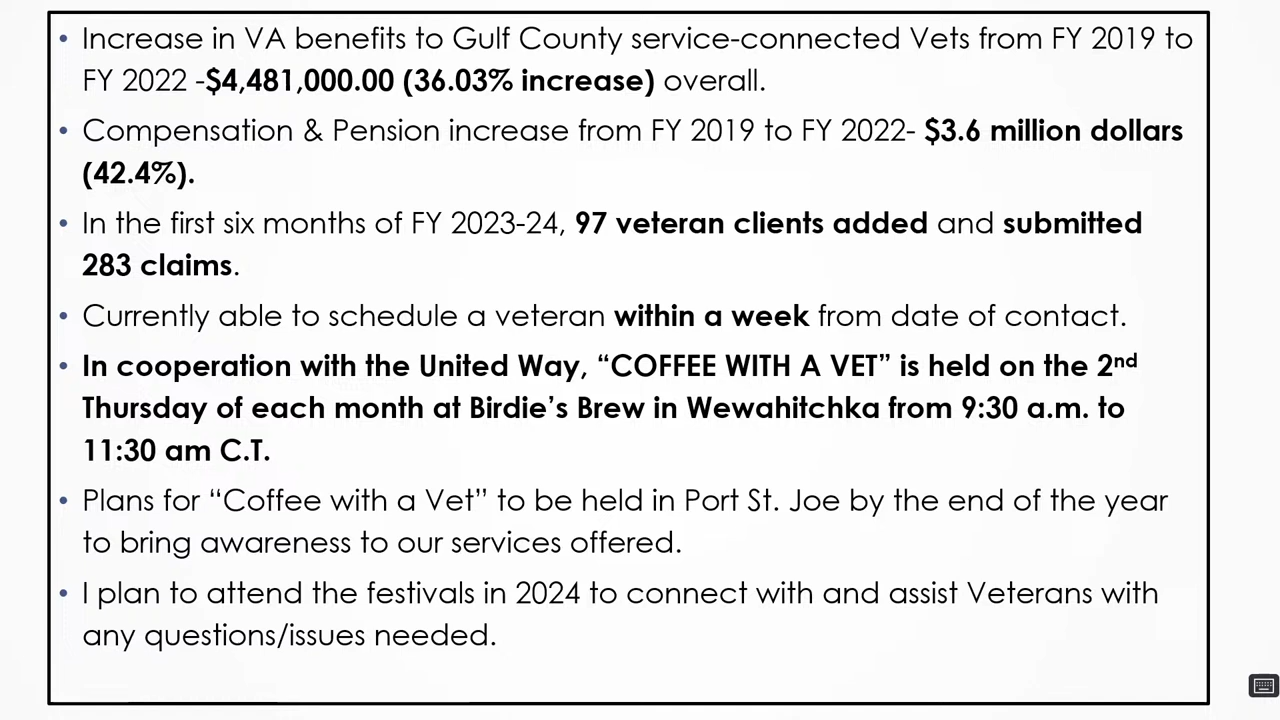 • Increase in VA benefits to Gulf County service-connected Vets from FY 2019 to
FY 2022 -$4,481,000.00 (36.03% increase) overall.
• Compensation & Pension increase from FY 2019 to FY 2022- $3.6 million dollars
(42.4%).
• In the first six months of FY 2023-24, 97 veteran clients added and submitted
283 claims.
• Currently able to schedule a veteran within a week from date of contact.
• In cooperation with the United Way, “COFFEE WITH A VET” is held on the 2nd
Thursday of each month at Birdie’s Brew in Wewahitchka from 9:30 a.m. to
11:30 am C.T.
• Plans for “Coffee with a Vet” to be held in Port St. Joe by the end of the year
to bring awareness to our services offered.
• I plan to attend the festivals in 2024 to connect with and assist Veterans with
any questions/issues needed.